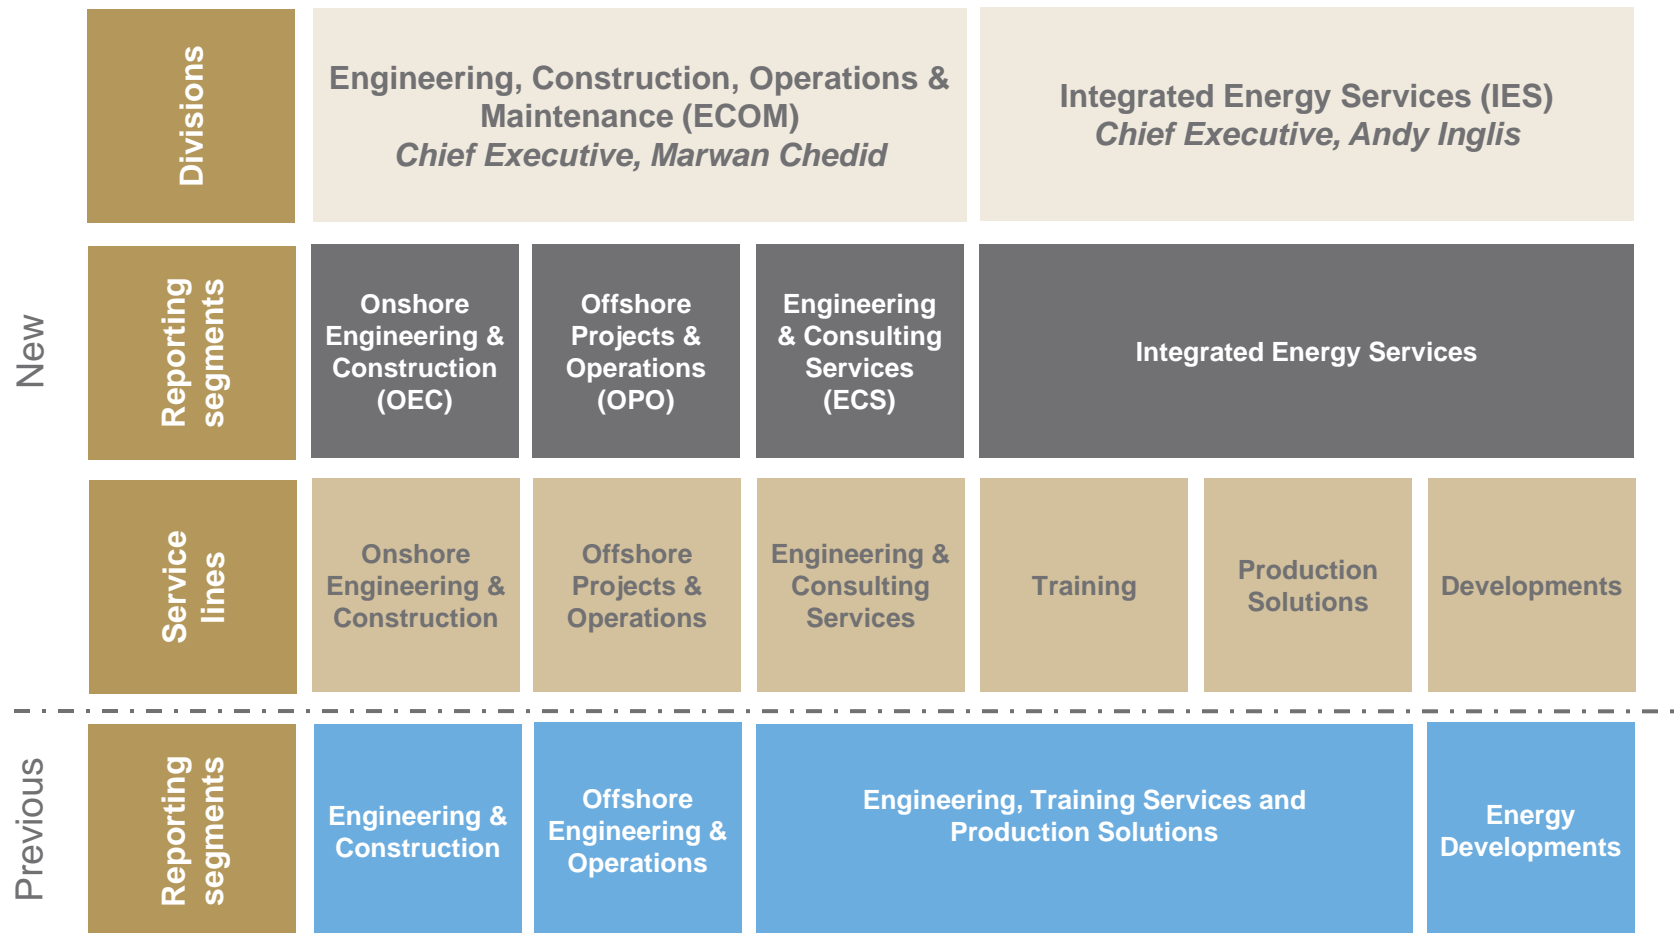 New
Divisions
Engineering, Construction, Operations &
Maintenance (ECOM)
Chief Executive, Marwan Chedid
Integrated Energy Services (IES)
Chief Executive, Andy Inglis
Reporting
segments
Onshore
Engineering &
Construction
(OEC)
Offshore
Projects &
Operations
(OPO)
Engineering
& Consulting
Services
(ECS)
Integrated Energy Services
Service
lines
Onshore
Engineering &
Construction
Offshore
Projects &
Operations
Engineering &
Consulting
Services
Training
Production
Solutions
Developments
Previous
Reporting
segments
Engineering &
Construction
Offshore
Engineering &
Operations
Engineering, Training Services and
Production Solutions
Energy
Developments